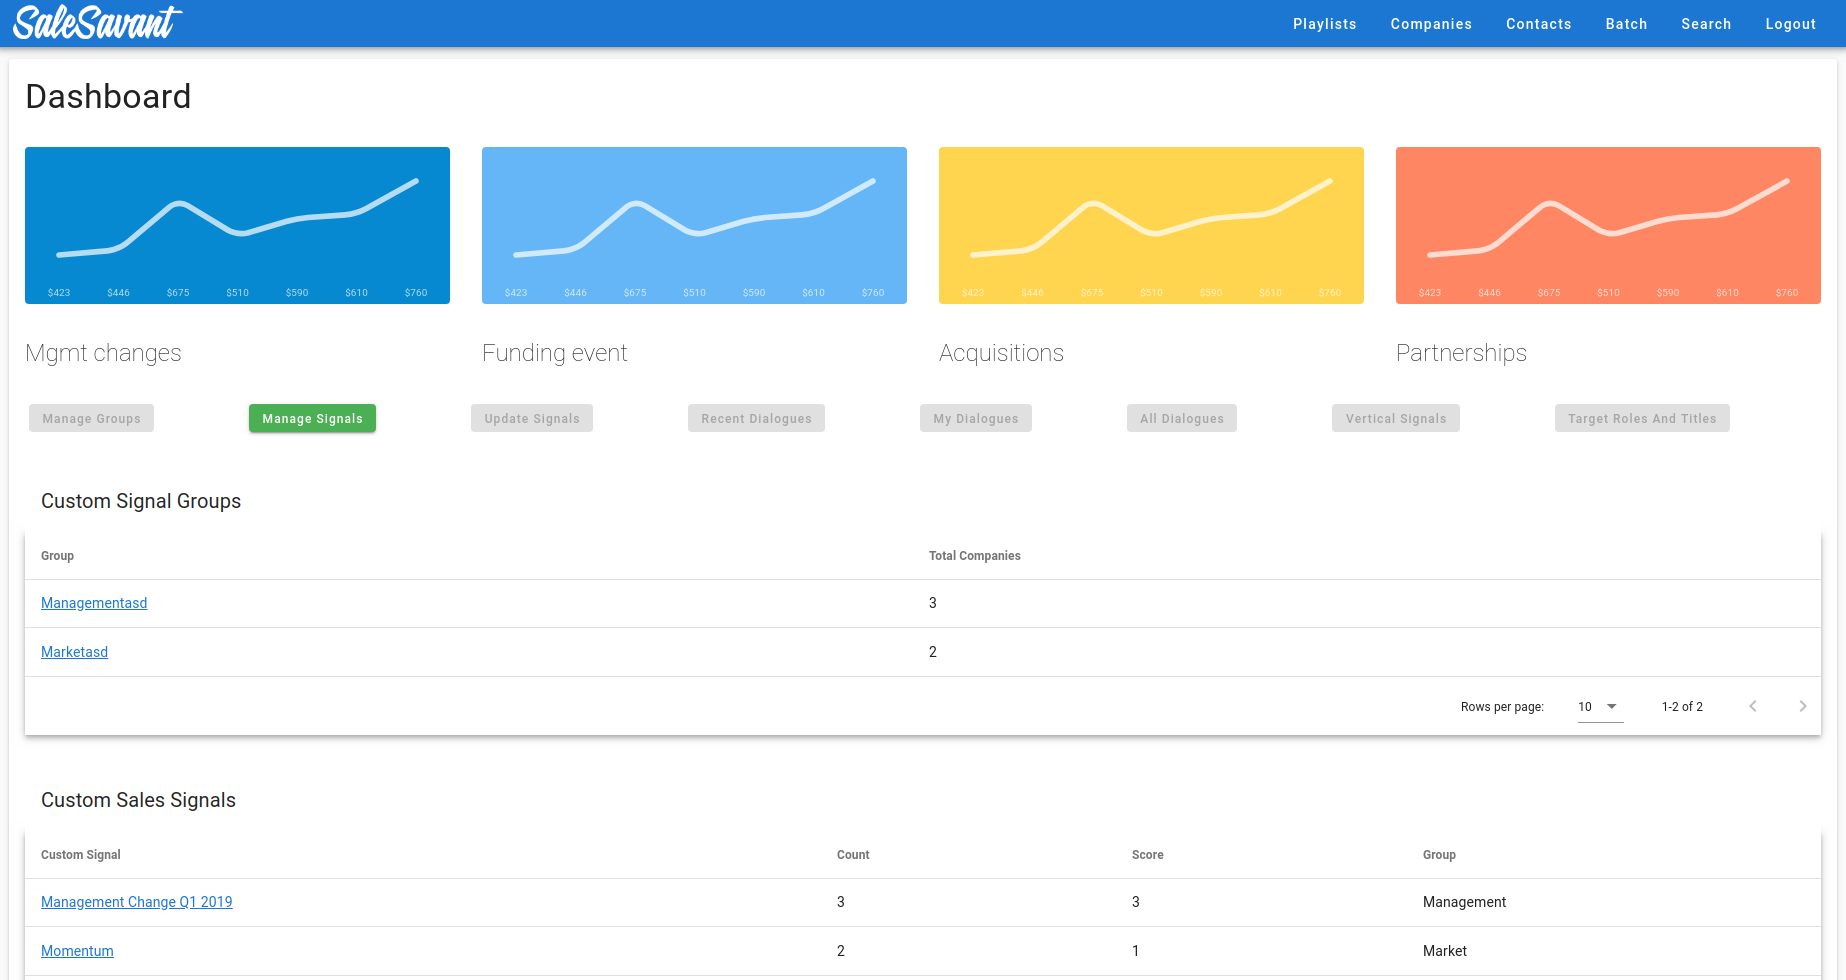 SaleSavant Playlists Companies Contacts Batch Search Logout
Dashboard
$423 $446 $675 $510 $590 $610 $760 $423 $446 $675 $510 $590 $610 $760 $423 $446 $675 $510 $590 $610 $760 $423 $446 $675 $510 $590 $610 $760
Mgmt changes Funding event Acquisitions Partnerships
Manage Groups Manage Signals Update Signals Recent Dialogues My Dialogues All Dialogues Vertical Signals Target Roles And Titles
Custom Signal Groups
Group Total Companies
Managementasd 3
Marketasd 2
Rows per page: 10 1-2 of 2
Custom Sales Signals
Custom Signal Count Score Group
Management Change Q1 2019 3 3 Management
Momentum 2 1 Market